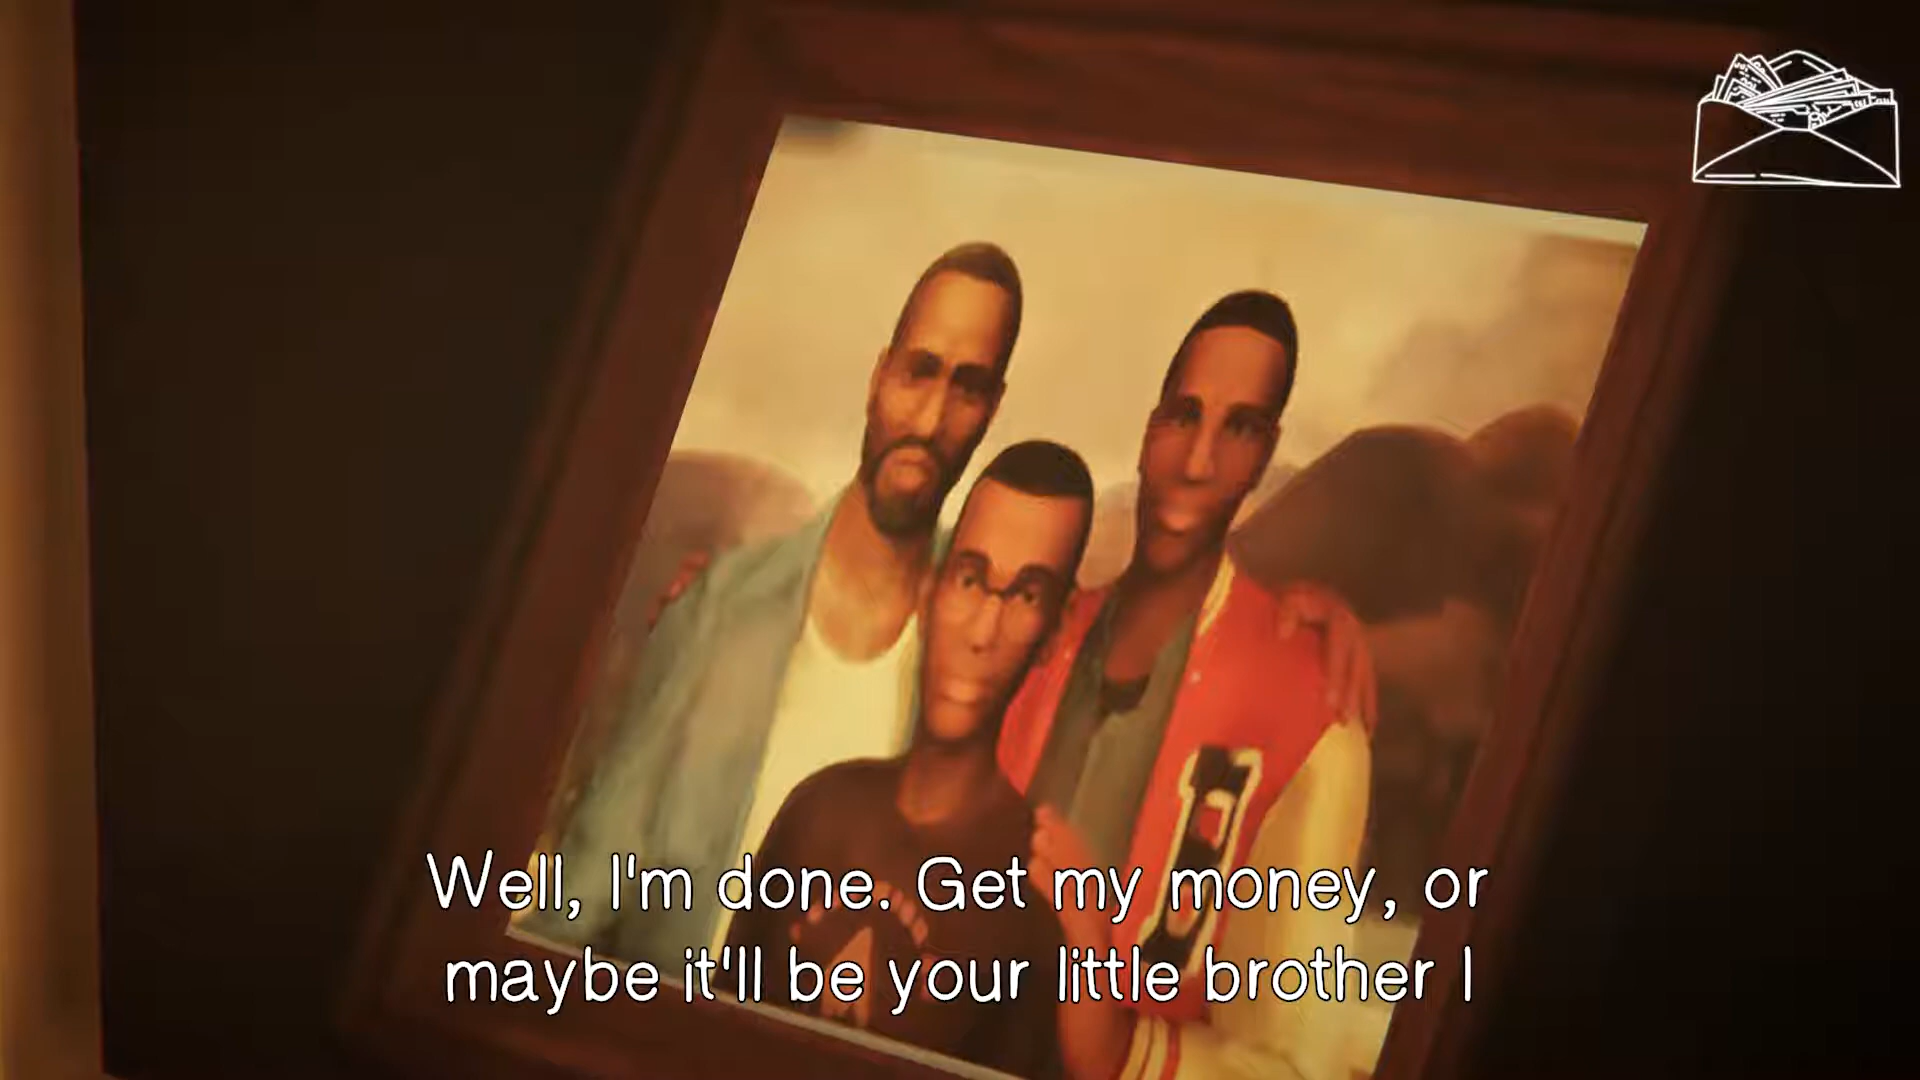 Well, I'm done. Get my money, or
maybe it'll be your little brother I